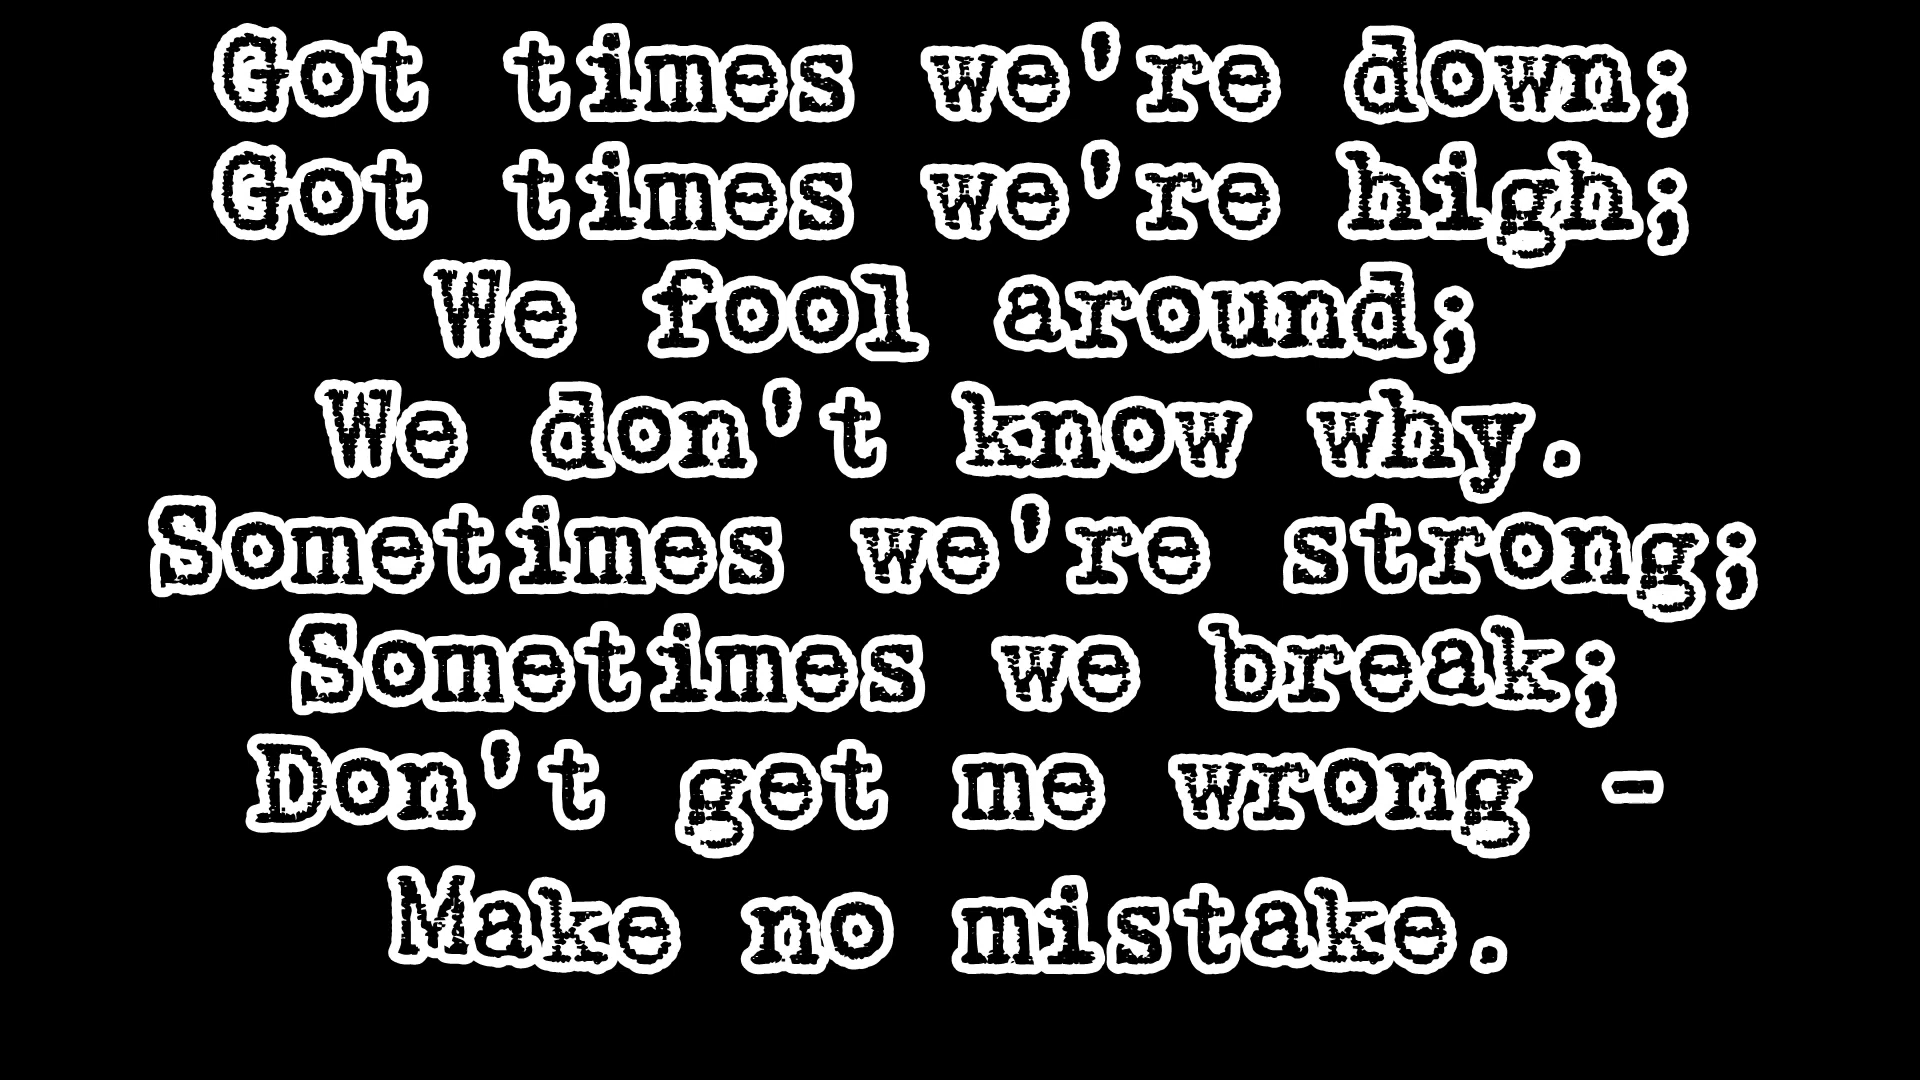 Got times we're down;
Got times we're high;
We fool around;
We don't know why.
Sometimes we're strong;
Sometimes we break;
Don't get me wrong -
Make no mistake.